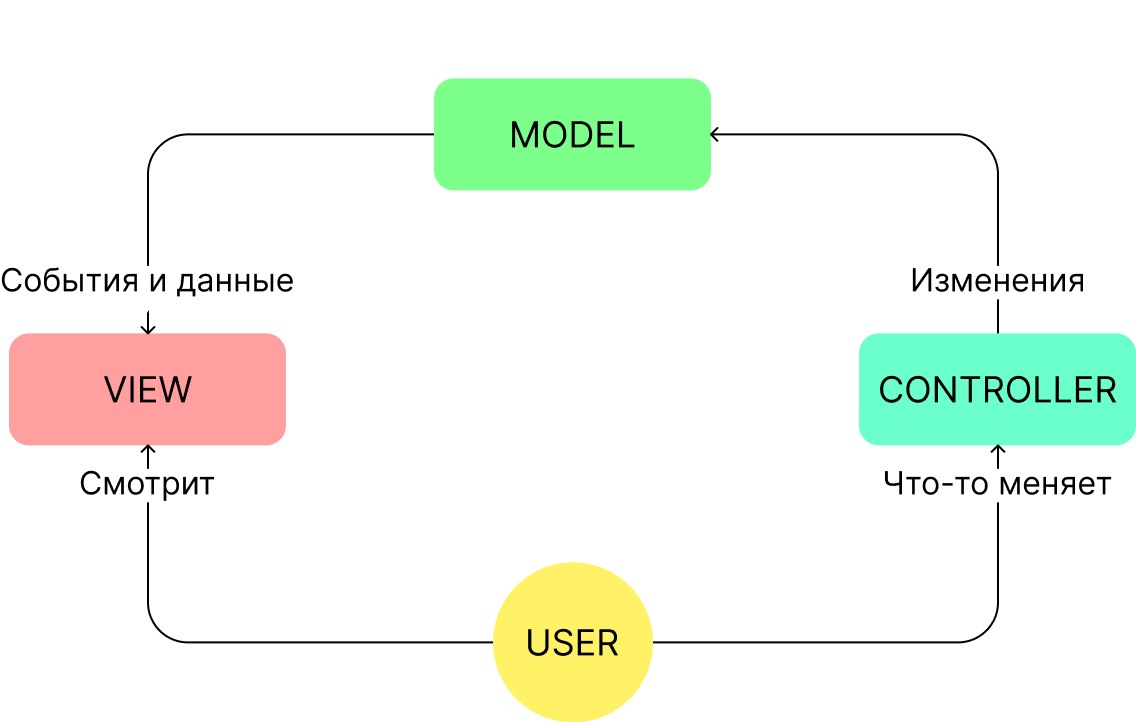 MODEL
События и данные
Изменения
VIEW
CONTROLLER
Смотрит
Что-то меняет
USER